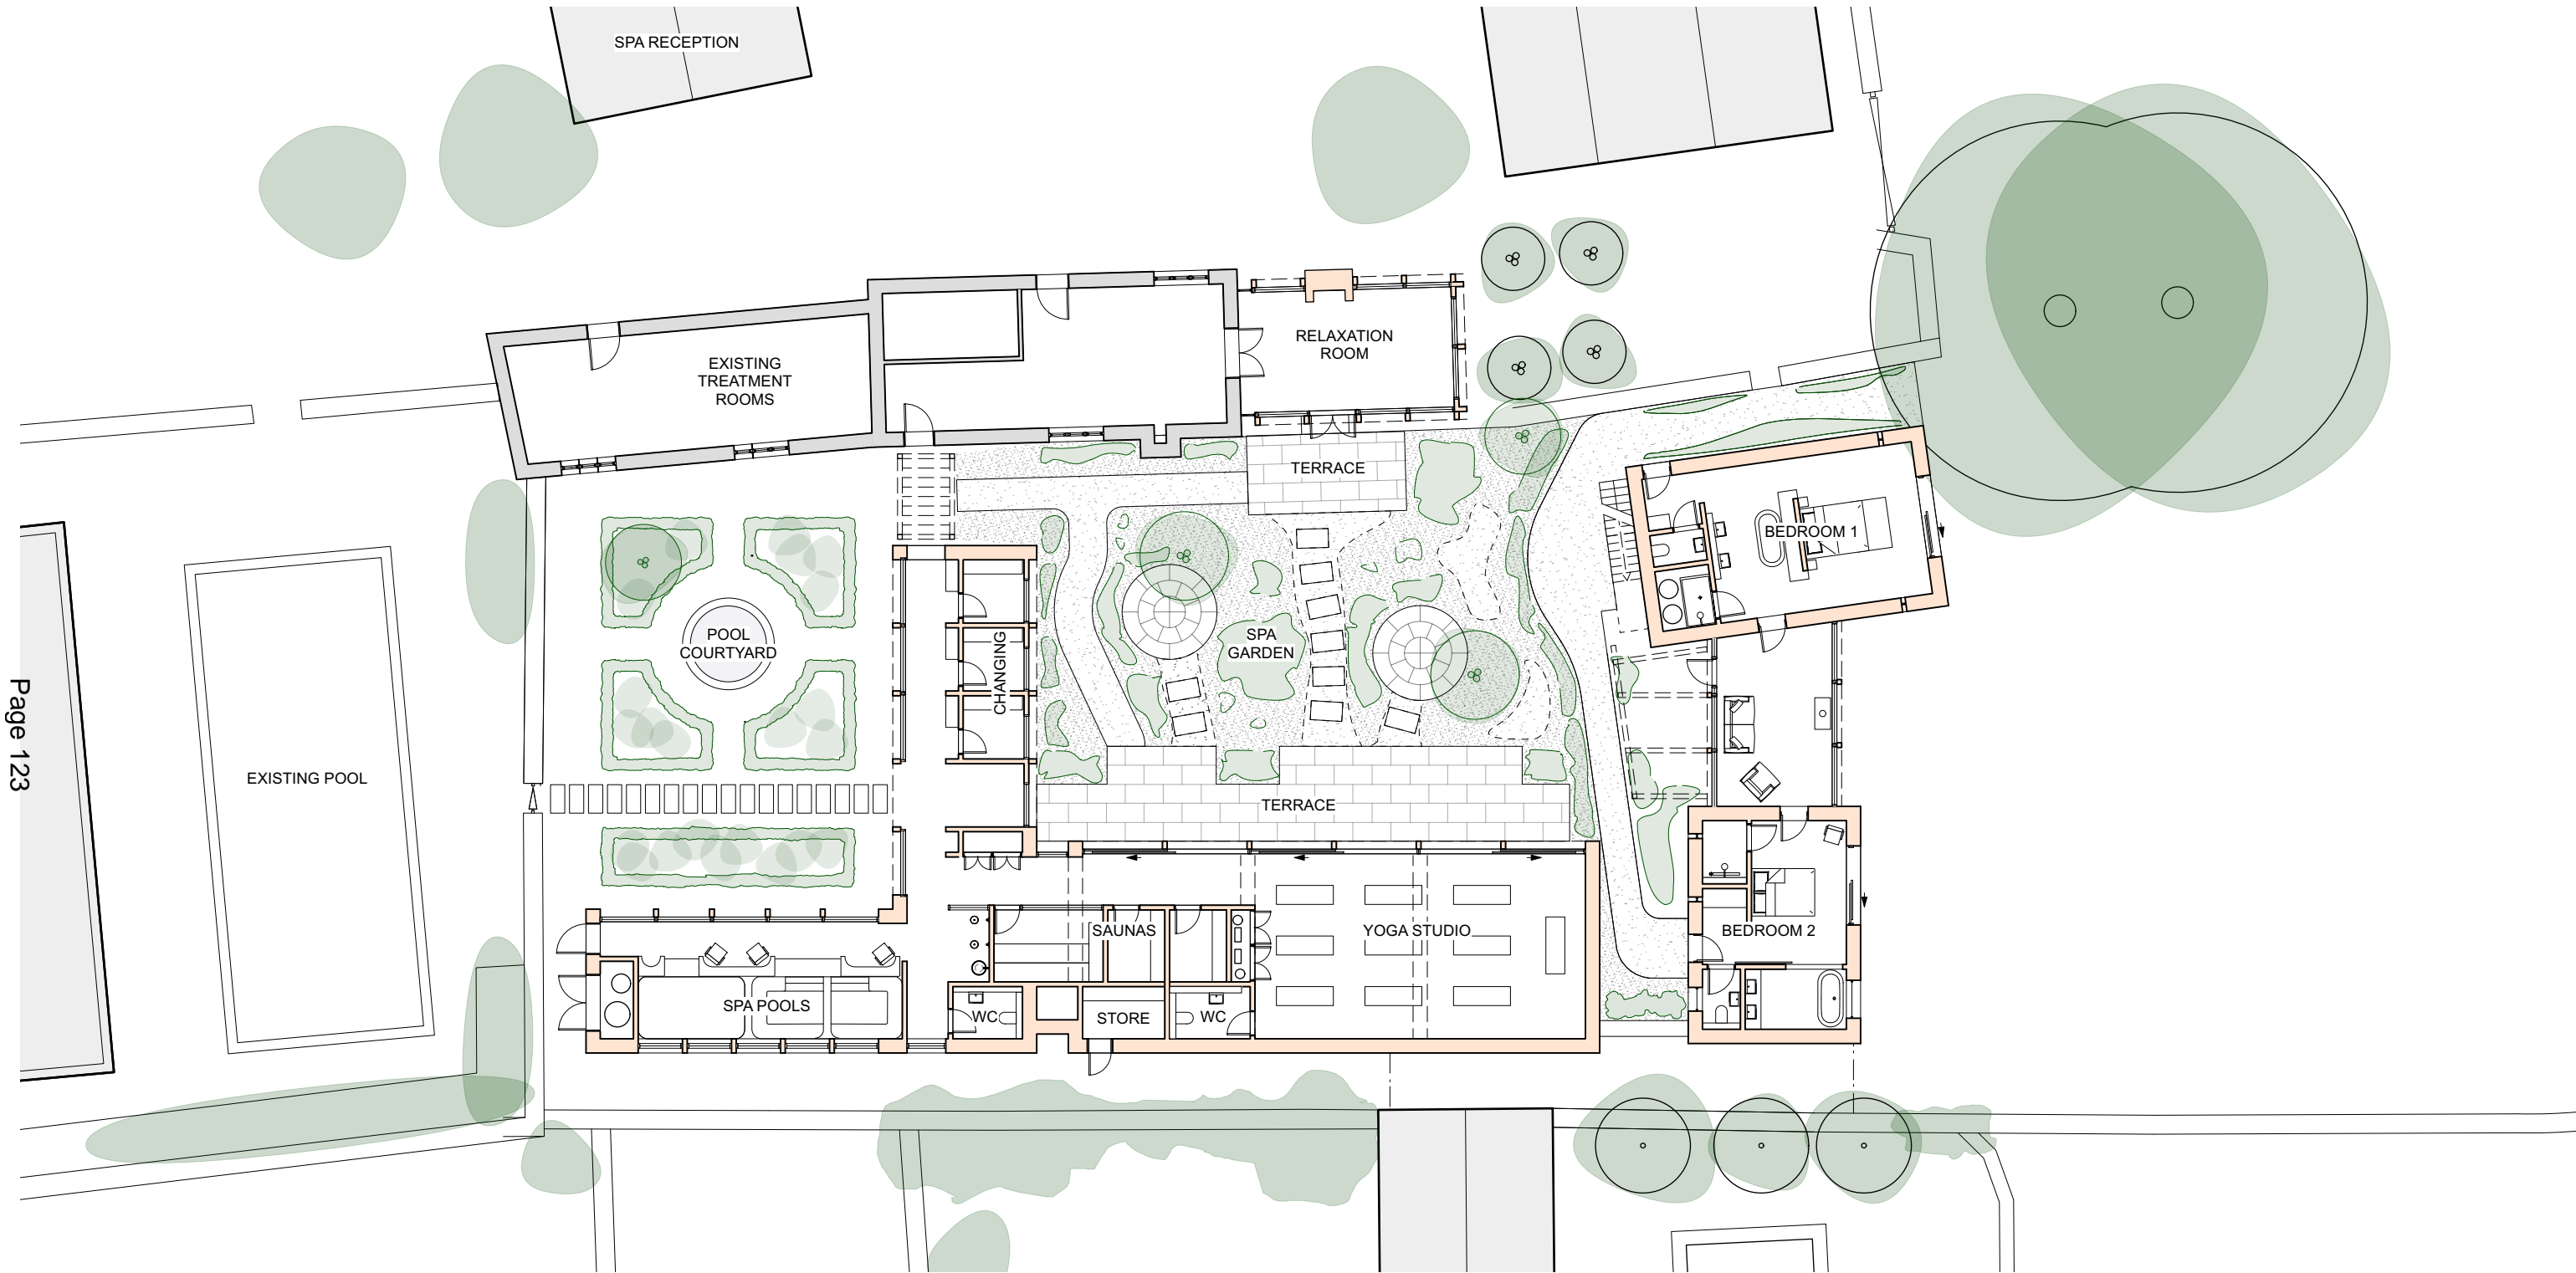 SPA RECEPTION
RELAXATION
ROOM
EXISTING
TREATMENT
ROOMS
TERRACE
BEDROOM 1
POOL
COURTYARD
CHANGING
SPA
GARDEN
Page 123
EXISTING POOL
TERRACE
SAUNAS
YOGA STUDIO
BEDROOM 2
SPA POOLS
WC
STORE
WC